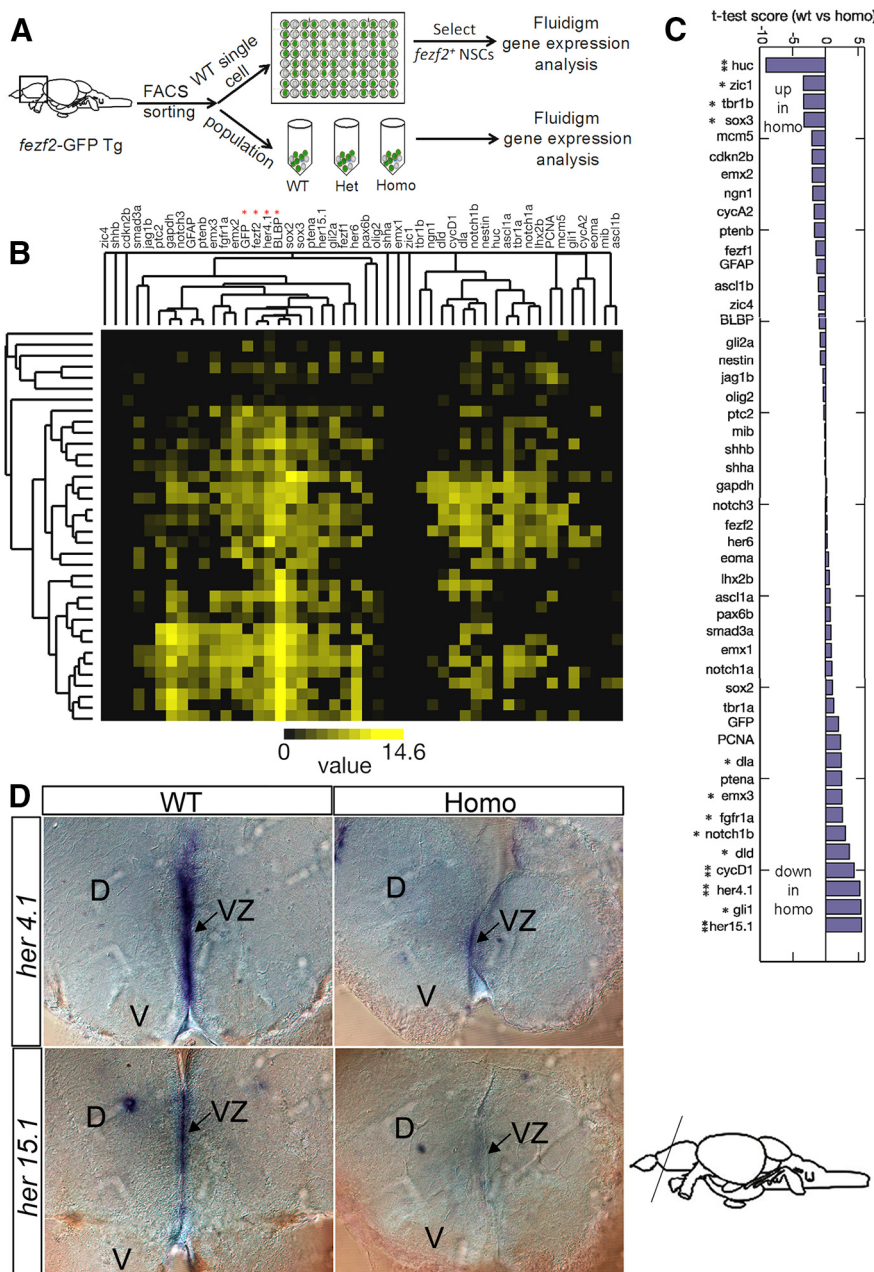 A
fezf2-GFP Tg
FACS
sorting
WT single
cell
population
Select
fezf2+ NSCs
Fluidigm
gene expression
analysis
WT
Het
Homo
Fluidigm
gene expression
analysis
B
* * * *
zic4
shhb
cdkn2b
smad3a
jag1b
ptc2
gapdh
notch3
GFAP
ptenb
emx3
fgfr1a
emx2
GFP
fezf2
her4.1
BLBP
sox2
sox3
ptena
her15.1
gli2a
fezf1
her6
pax6b
olig2
shha
emx1
zic1
tbr1b
ngn1
dld
cycD1
dla
notch1b
nestin
huc
ascl1a
tbr1a
notch1a
lhx2b
PCNA
mcm5
gli1
cycA2
eoma
mib
ascl1b
0 14.6
value
C
t-test score (wt vs homo)
-10 -5 0 5
** huc
* zic1
* tbr1b
* sox3
up
in
homo
mcm5
cdkn2b
emx2
ngn1
cycA2
ptenb
fezf1
GFAP
ascl1b
zic4
BLBP
gli2a
nestin
jag1b
olig2
ptc2
mib
shhb
shha
gapdh
notch3
fezf2
her6
eoma
lhx2b
ascl1a
pax6b
smad3a
emx1
notch1a
sox2
tbr1a
GFP
PCNA
* dla
ptena
* emx3
* fgfr1a
* notch1b
* dld
** cycD1
** her4.1
* gli1
** her15.1
down
in
homo
D
WT
Homo
her 4.1
D
VZ
V
D
VZ
V
her 15.1
D
VZ
V
D
VZ
V